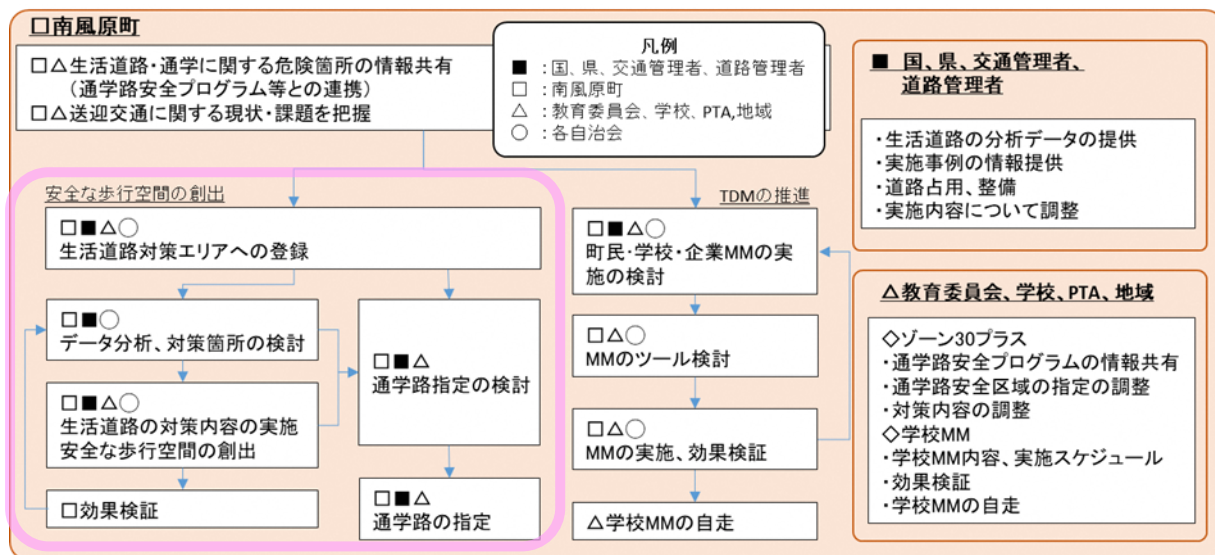 □南風原町
□△生活道路・通学に関する危険箇所の情報共有
（通学路安全プログラム等との連携）
□△送迎交通に関する現状・課題を把握
凡例
■：国、県、交通管理者、道路管理者
□：南風原町
△：教育委員会、学校、PTA,地域
○：各自治会
安全な歩行空間の創出
□■△○
生活道路対策エリアへの登録
□■○
データ分析、対策箇所の検討
□■△○
生活道路の対策内容の実施
安全な歩行空間の創出
□効果検証
□■△
通学路指定の検討
□■△
通学路の指定
TDMの推進
□■△○
町民・学校・企業MMの実
施の検討
□△○
MMのツール検討
□△○
MMの実施、効果検証
△学校MMの自走
■ 国、県、交通管理者、
道路管理者
・生活道路の分析データの提供
・実施事例の情報提供
・道路占用、整備
・実施内容について調整
△教育委員会、学校、PTA、地域
◇ゾーン30プラス
・通学路安全プログラムの情報共有
・通学路安全区域の指定の調整
・対策内容の調整
◇学校MM
・学校MM内容、実施スケジュール
・効果検証
・学校MMの自走